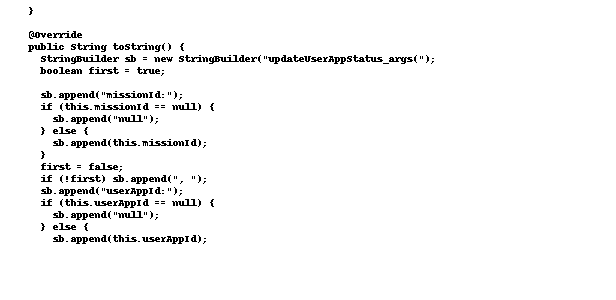 }
@Override
public String toString() {
StringBuilder sb = new StringBuilder("updateUserAppStatus_args(");
boolean first = true;
sb.append("missionId:");
if (this.missionId == null) {
sb.append("null");
} else {
sb.append(this.missionId);
}
first = false;
if (!first) sb.append(", ");
sb.append("userAppId:");
if (this.userAppId == null) {
sb.append("null");
} else {
sb.append(this.userAppId);